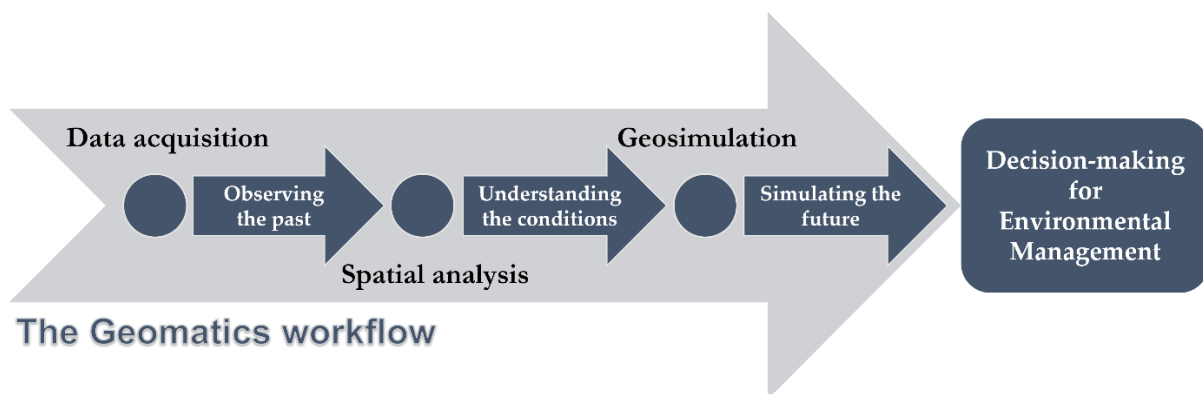 Data acquisition
Geosimulation
Observing
the past
Understanding
the conditions
Simulating the
future
Spatial analysis
Decision-making
for
Environmental
Management
The Geomatics workflow